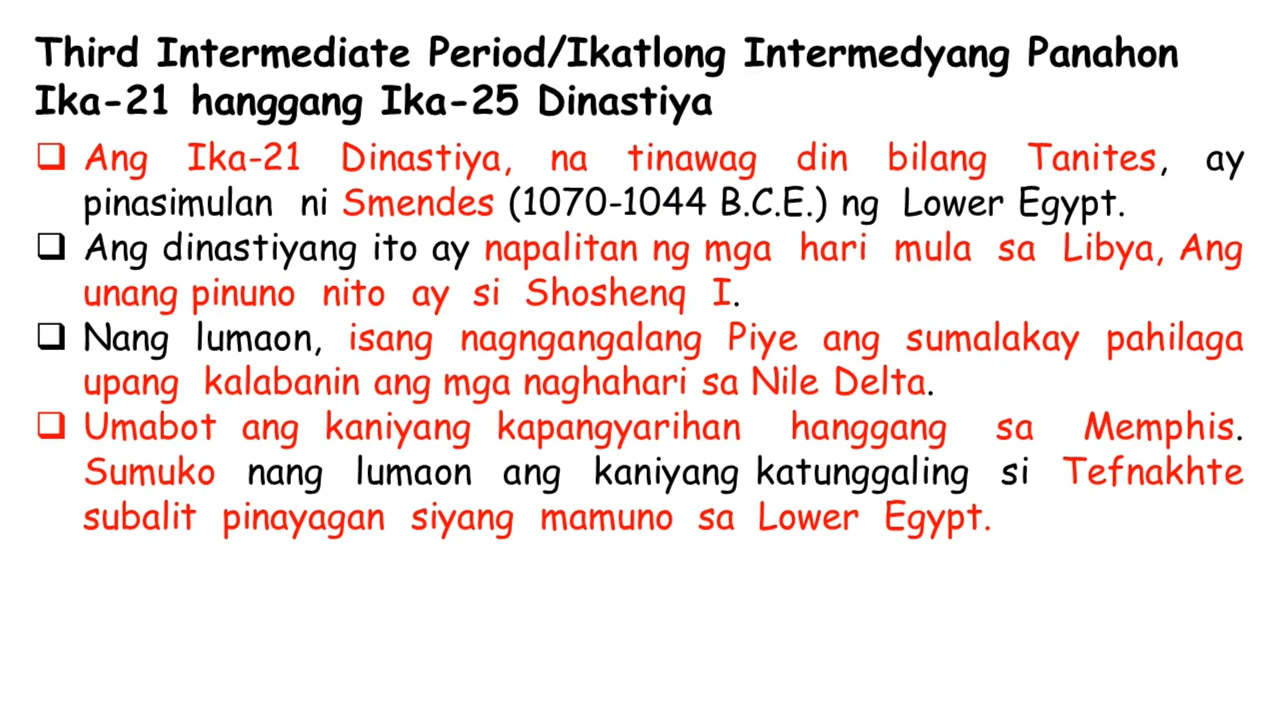 Third Intermediate Period/Ikatlong Intermedyang Panahon
Ika-21 hanggang Ika-25 Dinastiya
❑ Ang Ika-21 Dinastiya, na tinawag din bilang Tanites, ay
pinasimulan ni Smendes (1070-1044 B.C.E.) ng Lower Egypt.
❑ Ang dinastiyang ito ay napalitan ng mga hari mula sa Libya, Ang
unang pinuno nito ay si Shoshenq I.
❑ Nang lumaon, isang nagngangalang Piye ang sumalakay pahilaga
upang kalabanin ang mga naghahari sa Nile Delta.
❑ Umabot ang kaniyang kapangyarihan hanggang sa Memphis.
Sumuko nang lumaon ang kaniyang katunggaling si Tefnakhte
subalit pinayagan siyang mamuno sa Lower Egypt.